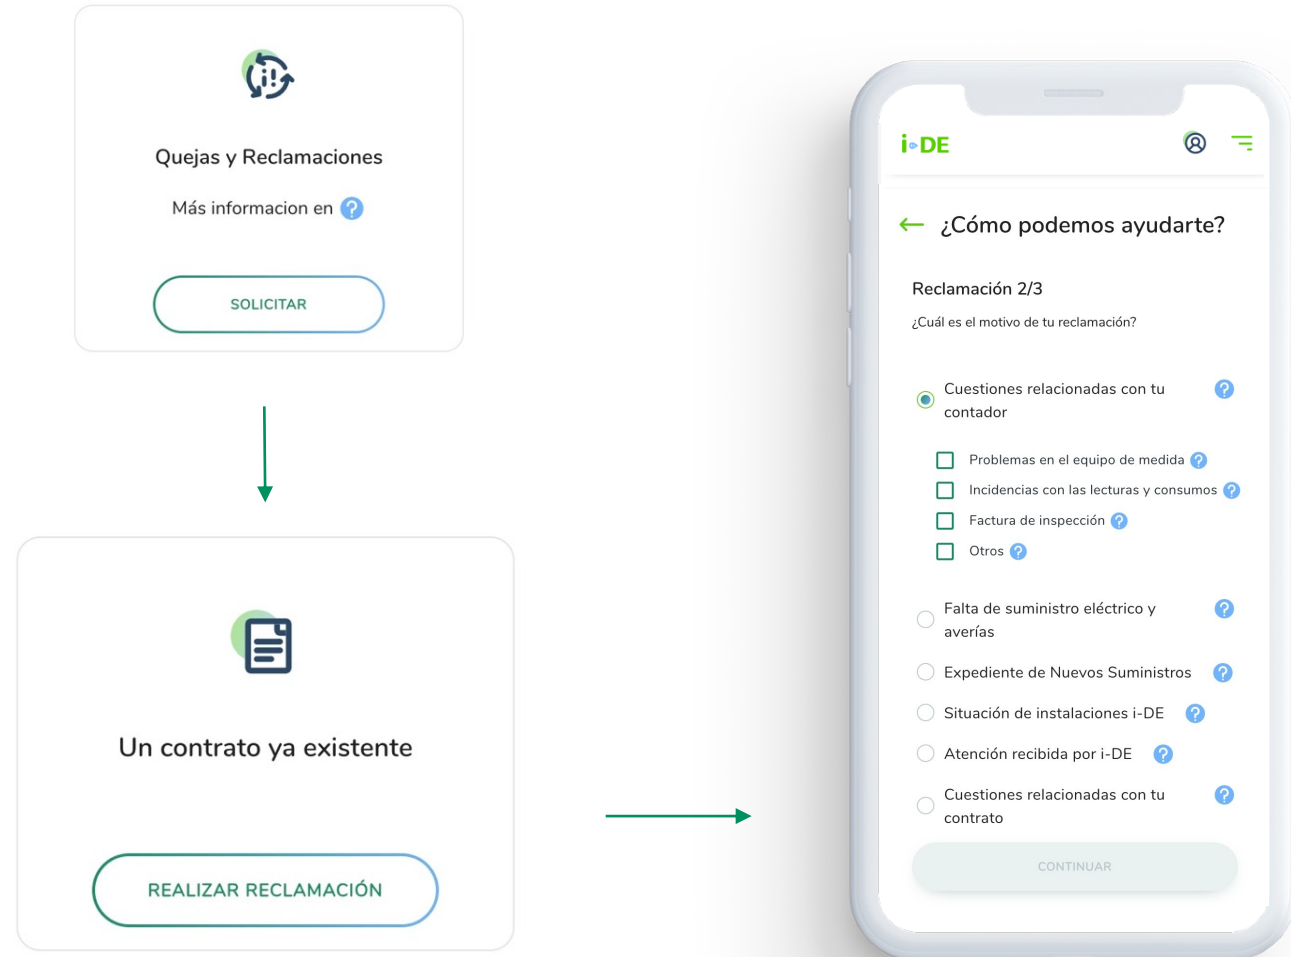 Quejas y Reclamaciones
Más informacion en ?
SOLICITAR
Un contrato ya existente
REALIZAR RECLAMACIÓN
i-DE
¿Cómo podemos ayudarte?
Reclamación 2/3
¿Cuál es el motivo de tu reclamación?
Cuestiones relacionadas con tu ?
contador
Problemas en el equipo de medida ?
Incidencias con las lecturas y consumos ?
Factura de inspección ?
Otros ?
Falta de suministro eléctrico y ?
averías
Expediente de Nuevos Suministros ?
Situación de instalaciones i-DE ?
Atención recibida por i-DE ?
Cuestiones relacionadas con tu ?
contrato
CONTINUAR